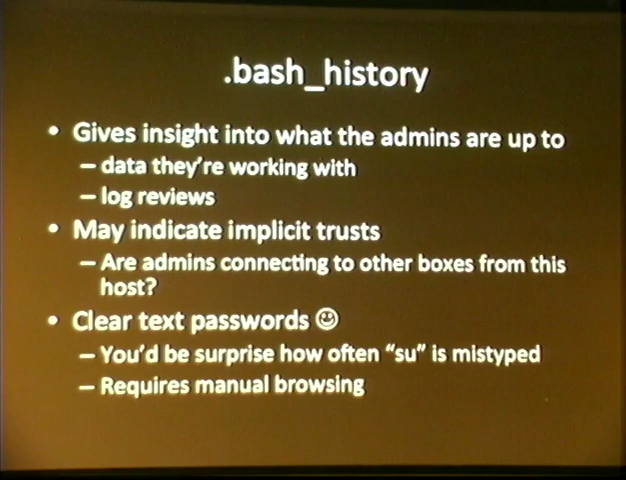 .bash_history
• Gives insight into what the admins are up to
– data they're working with
– log reviews
• May indicate implicit trusts
– Are admins connecting to other boxes from this
host?
• Clear text passwords ☺
– You'd be surprise how often "su" is mistyped
– Requires manual browsing